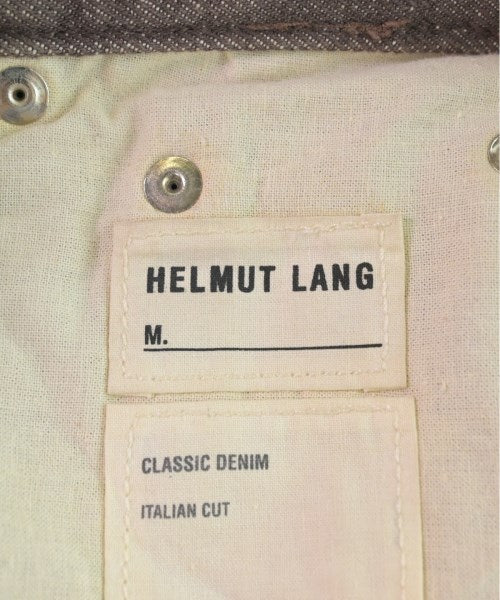 HELMUT LANG
M.
CLASSIC DENIM
ITALIAN CUT